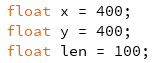 float x = 400;
float y = 400;
float len = 100;